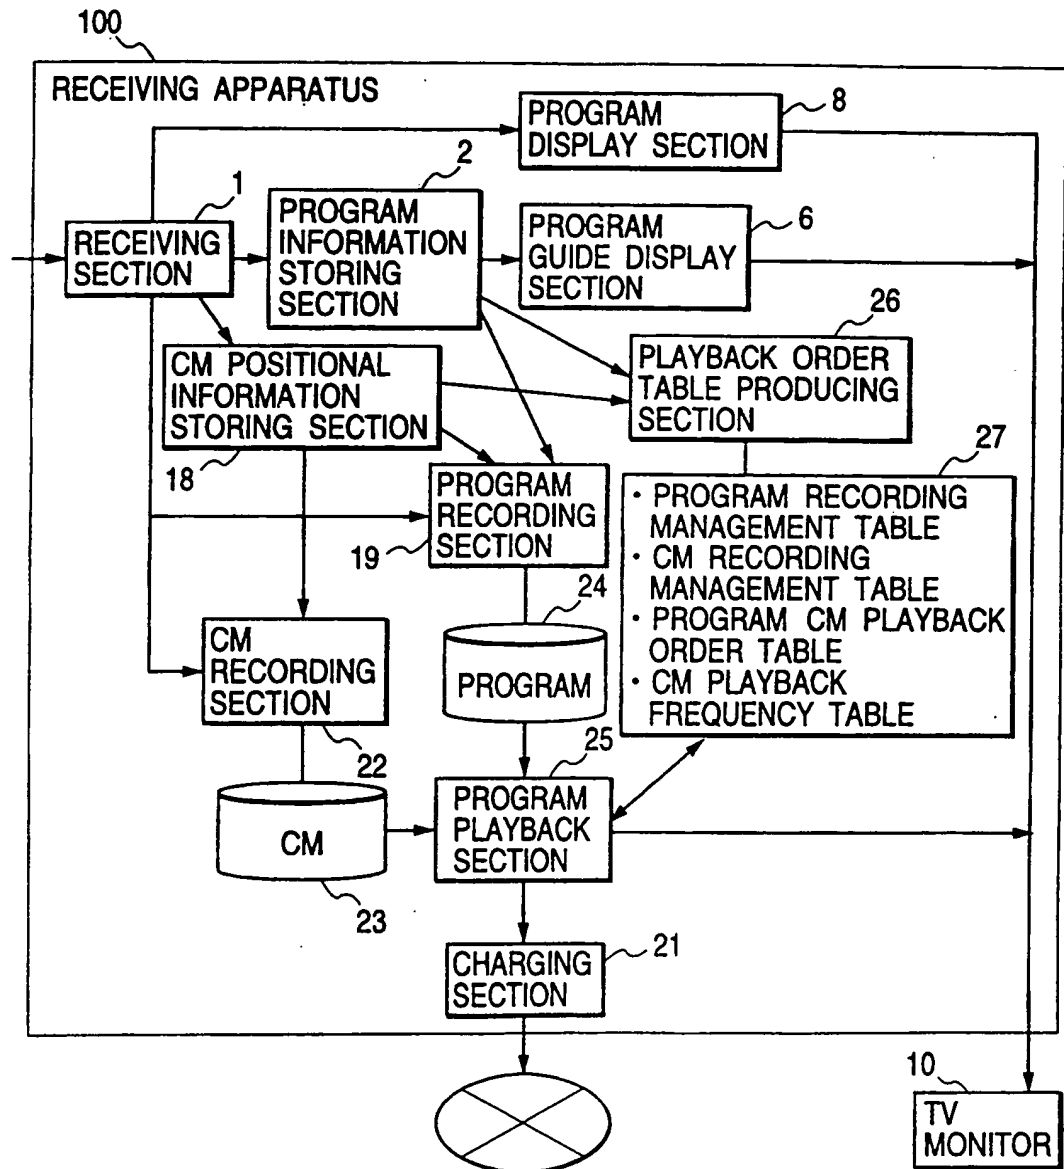 100
RECEIVING APPARATUS
8
PROGRAM
DISPLAY SECTION
2
PROGRAM
INFORMATION
STORING
SECTION
1
RECEIVING
SECTION
6
PROGRAM
GUIDE DISPLAY
SECTION
26
PLAYBACK ORDER
TABLE PRODUCING
SECTION
CM POSITIONAL
INFORMATION
STORING SECTION
18
PROGRAM
RECORDING
SECTION
19
27
· PROGRAM RECORDING
MANAGEMENT TABLE
· CM RECORDING
MANAGEMENT TABLE
· PROGRAM CM PLAYBACK
ORDER TABLE
· CM PLAYBACK
FREQUENCY TABLE
24
PROGRAM
CM
RECORDING
SECTION
22
25
PROGRAM
PLAYBACK
SECTION
CM
23
21
CHARGING
SECTION
10
TV
MONITOR